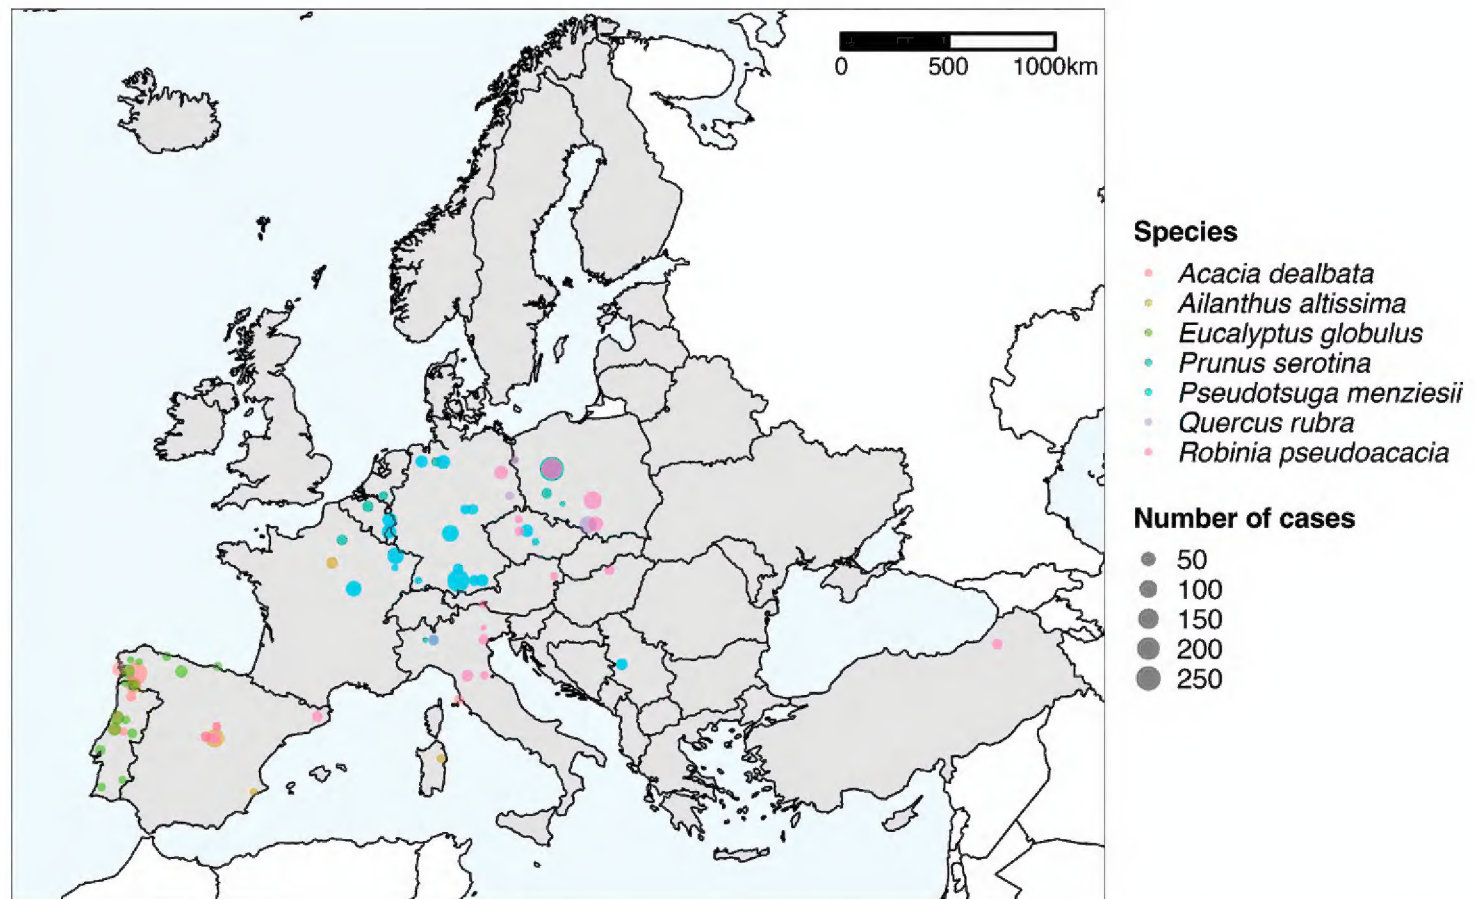 0 500 1000km
Species
Acacia dealbata
Ailanthus altissima
Eucalyptus globulus
Prunus serotina
Pseudotsuga menziesii
Quercus rubra
Robinia pseudoacacia
Number of cases
50
100
150
200
250